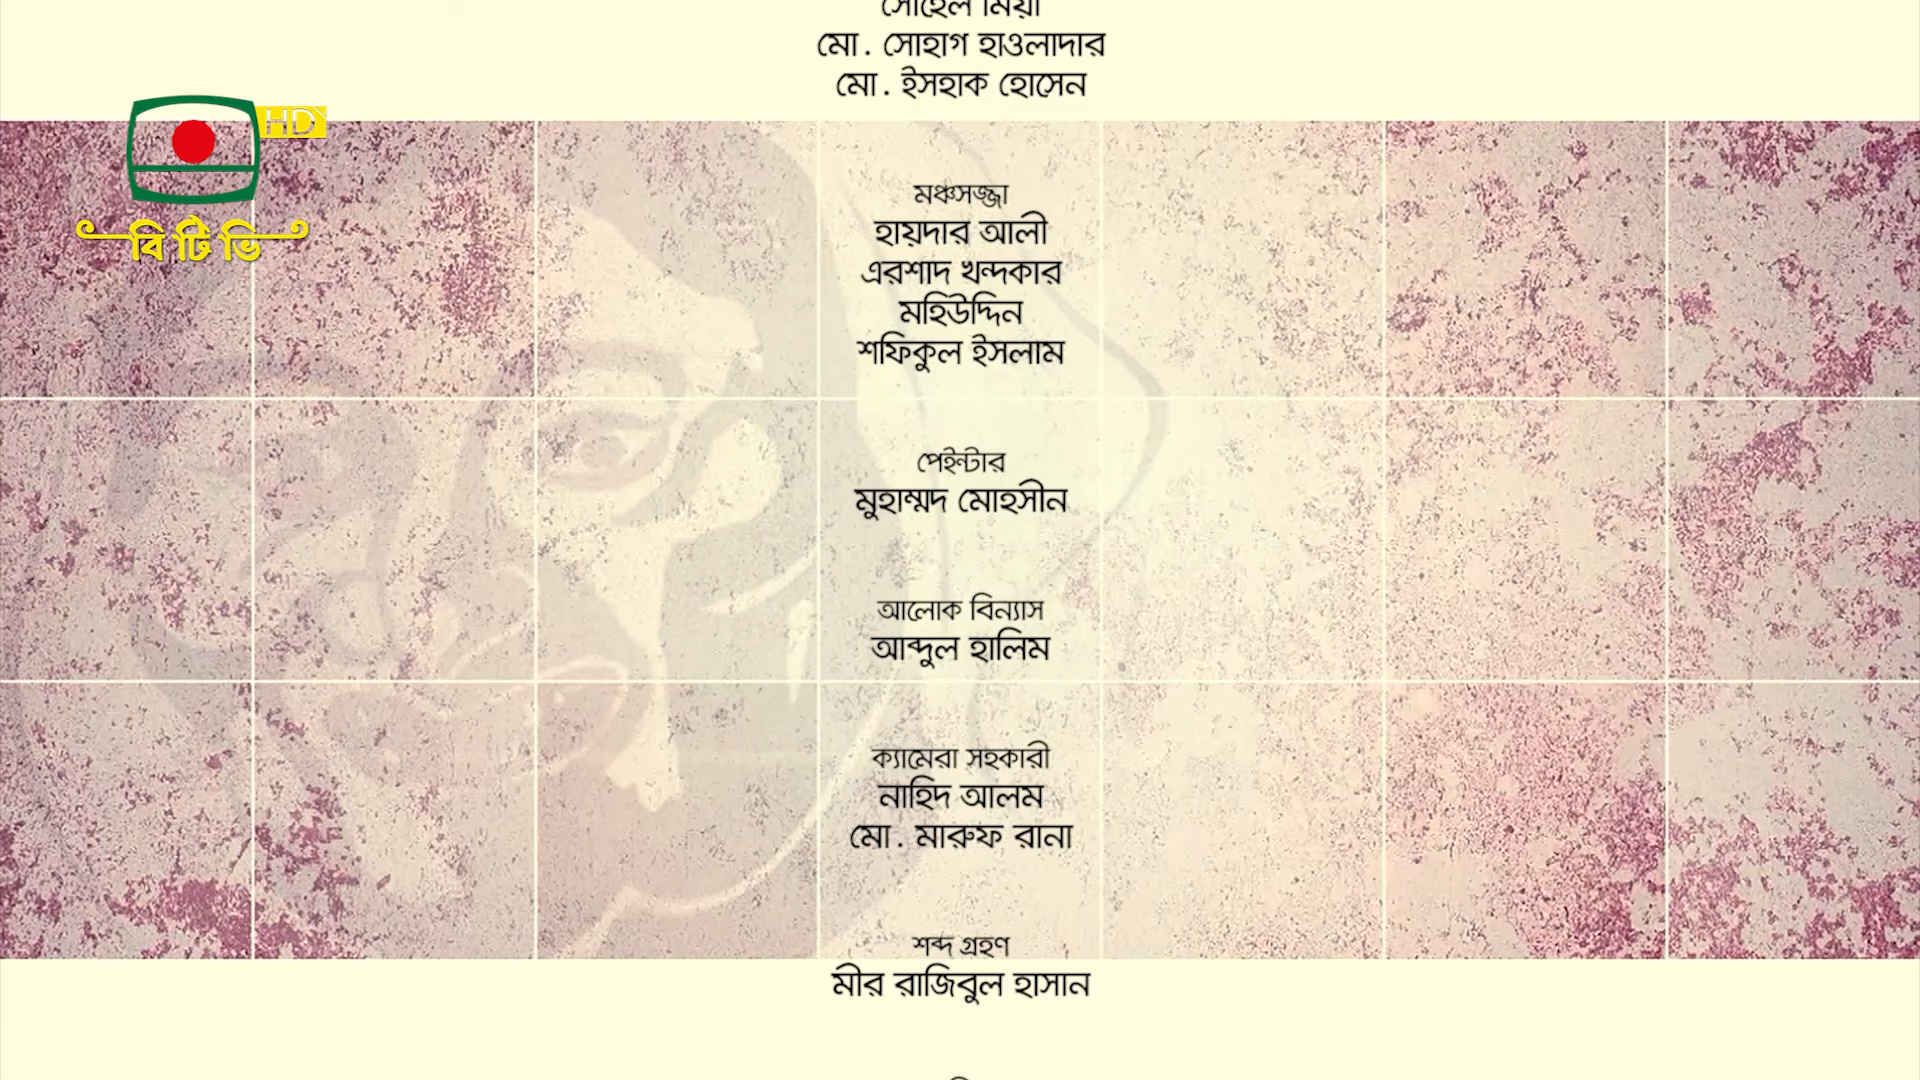 সোহেল মিয়া
মো. সোহাগ হাওলাদার
মো. ইসহাক হোসেন
HD
বিটিভি
মঞ্চসজ্জা
হায়দার আলী
এরশাদ খন্দকার
মহিউদ্দিন
শফিকুল ইসলাম
পেইন্টার
মুহাম্মদ মোহসীন
আলোক বিন্যাস
আব্দুল হালিম
ক্যামেরা সহকারী
নাহিদ আলম
মো. মারুফ রানা
শব্দ গ্রহণ
মীর রাজিবুল হাসান